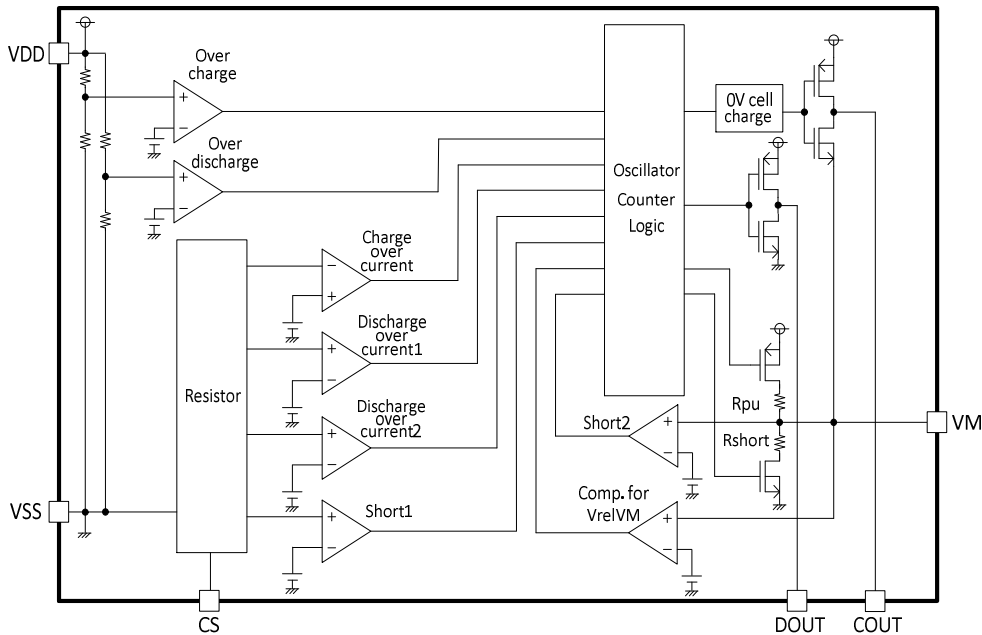 VDD
Over
charge
+
−
Over
discharge
+
−
Oscillator
Counter
Logic
0V cell
charge
Charge
over
current
−
+
Discharge
over
current1
+
−
Resistor
Discharge
over
current2
+
−
Short1
+
−
Rpu
Short2
+
−
Rshort
VM
Comp. for
VrelVM
+
−
VSS
CS
DOUT
COUT